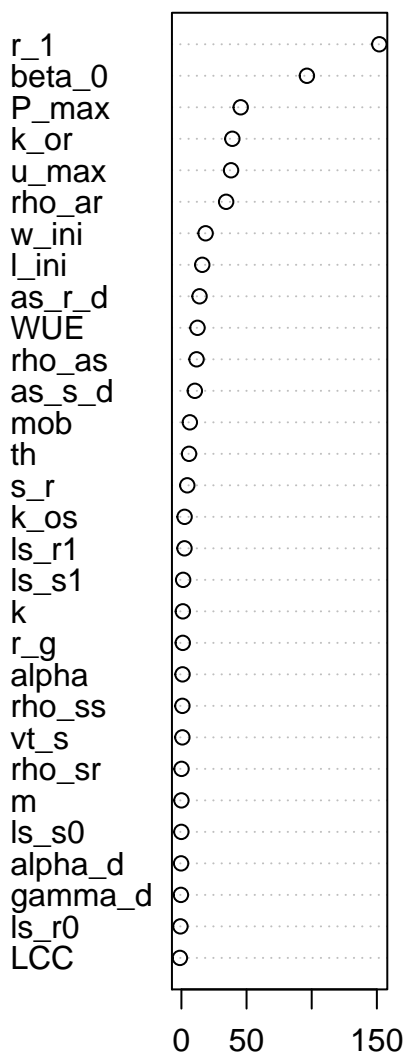 r_1
beta_0
P_max
k_or
u_max
rho_ar
w_ini
l_ini
as_r_d
WUE
rho_as
as_s_d
mob
th
s_r
k_os
ls_r1
ls_s1
k
r_g
alpha
rho_ss
vt_s
rho_sr
m
ls_s0
alpha_d
gamma_d
ls_r0
LCC
0 50 150